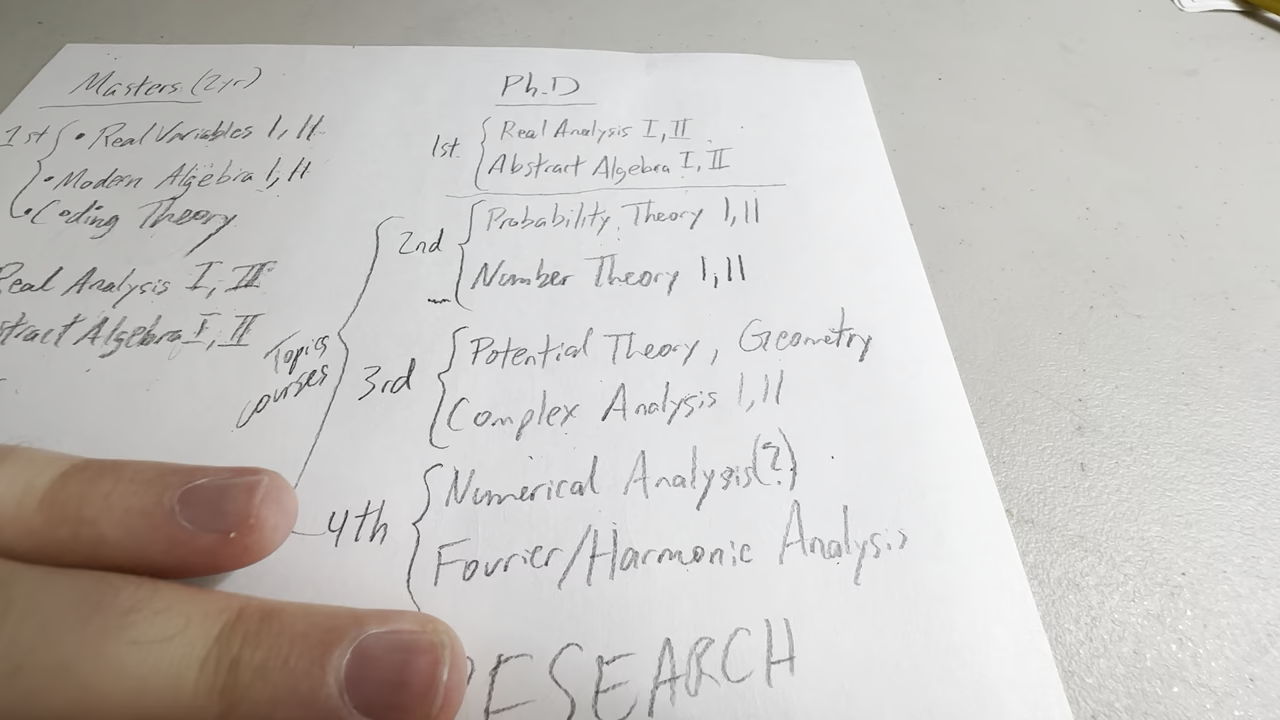 Masters (2yr)
1st
• Real Variables I, II
• Modern Algebra I, II
• Coding Theory
Real Analysis I, II
Algebra I, II
Ph.D
1st.
Real Analysis I, II
Abstract Algebra I, II
Topics
courses
2nd
Probability Theory I, II
Number Theory I, II
3rd
Potential Theory, Geometry
Complex Analysis I, II
4th
Numerical Analysis(?)
Fourier/Harmonic Analysis
RESEARCH